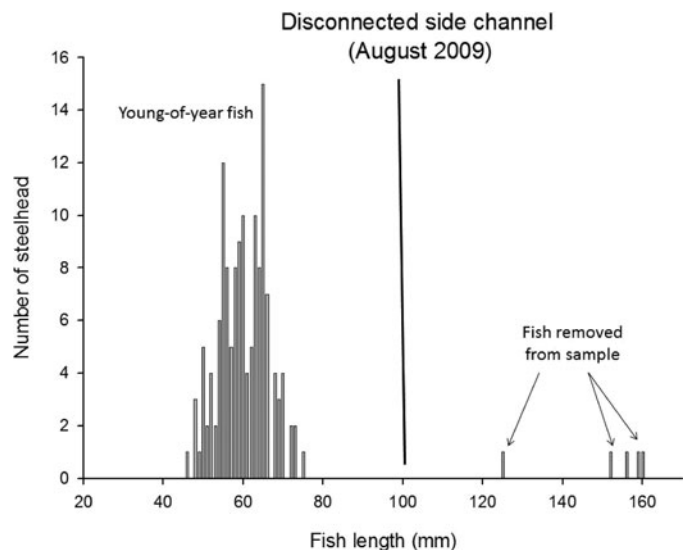 Disconnected side channel
(August 2009)
16
14
12
10
8
6
4
2
0
Number of steelhead
Young-of-year fish
Fish removed
from sample
20 40 60 80 100 120 140 160
Fish length (mm)